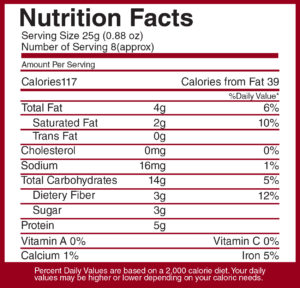 Nutrition Facts
Serving Size 25g (0.88 oz)
Number of Serving 8(approx)
Amount Per Serving
Calories117 Calories from Fat 39
%Daily Value*
Total Fat 4g 6%
Saturated Fat 2g 10%
Trans Fat 0g
Cholesterol 0mg 0%
Sodium 16mg 1%
Total Carbohydrates 14g 5%
Dietery Fiber 3g 12%
Sugar 3g
Protein 5g
Vitamin A 0% Vitamin C 0%
Calcium 1% Iron 5%
Percent Daily Values are based on a 2,000 calorie diet. Your daily
values may be higher or lower depending on your caloric needs.